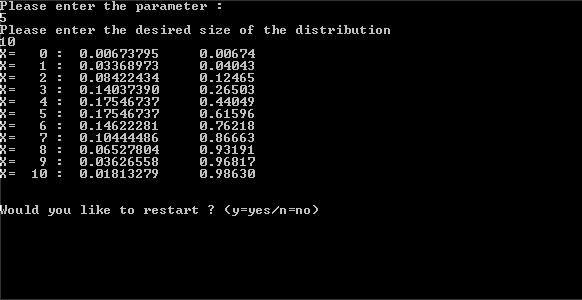 Please enter the parameter :
5
Please enter the desired size of the distribution
10
X=   0 :  0.00673795     0.00674
X=   1 :  0.03368973     0.04043
X=   2 :  0.08422434     0.12465
X=   3 :  0.14037390     0.26503
X=   4 :  0.17546737     0.44049
X=   5 :  0.17546737     0.61596
X=   6 :  0.14622281     0.76218
X=   7 :  0.10444486     0.86663
X=   8 :  0.06527804     0.93191
X=   9 :  0.03626558     0.96817
X=  10 :  0.01813279     0.98630
Would you like to restart ? (y=yes/n=no)